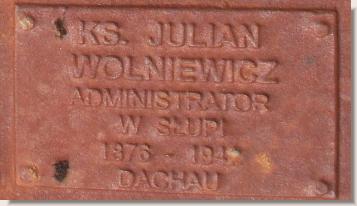 KS. JULIAN
WOLNIEWICZ
ADMINISTRATOR
W SŁUPI
1876 -
DACHAU